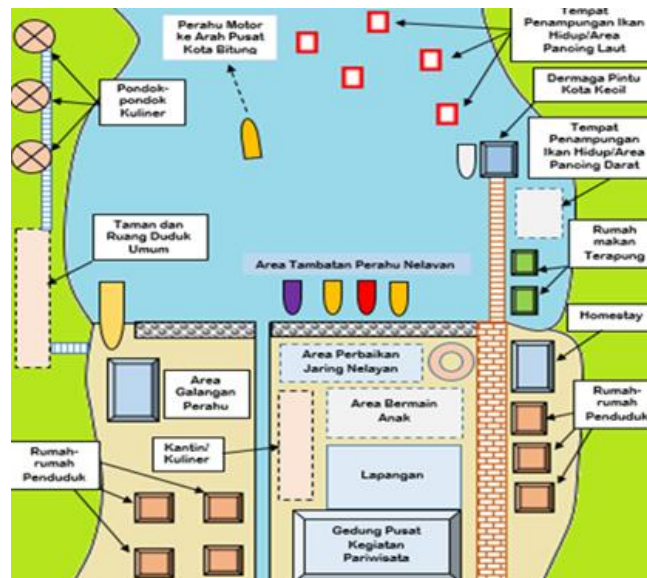 Perahu Motor
ke Arah Pusat
Kota Bitung
Tempat
Penampungan Ikan
Hidup/Area
Pancing Laut
Dermaga Pintu
Kota Kecil
Pondok-
pondok
Kuliner
Tempat
Penampungan
Ikan Hidup/Area
Pancing Darat
Taman dan
Ruang Duduk
Umum
Rumah
makan
Terapung
Area Tambatan Perahu Nelayan
Homestay
Area Perbaikan
Jaring Nelayan
Area
Galangan
Perahu
Area Bermain
Anak
Rumah-
rumah
Penduduk
Rumah-
rumah
Penduduk
Kantin/
Kuliner
Lapangan
Gedung Pusat
Kegiatan
Pariwisata